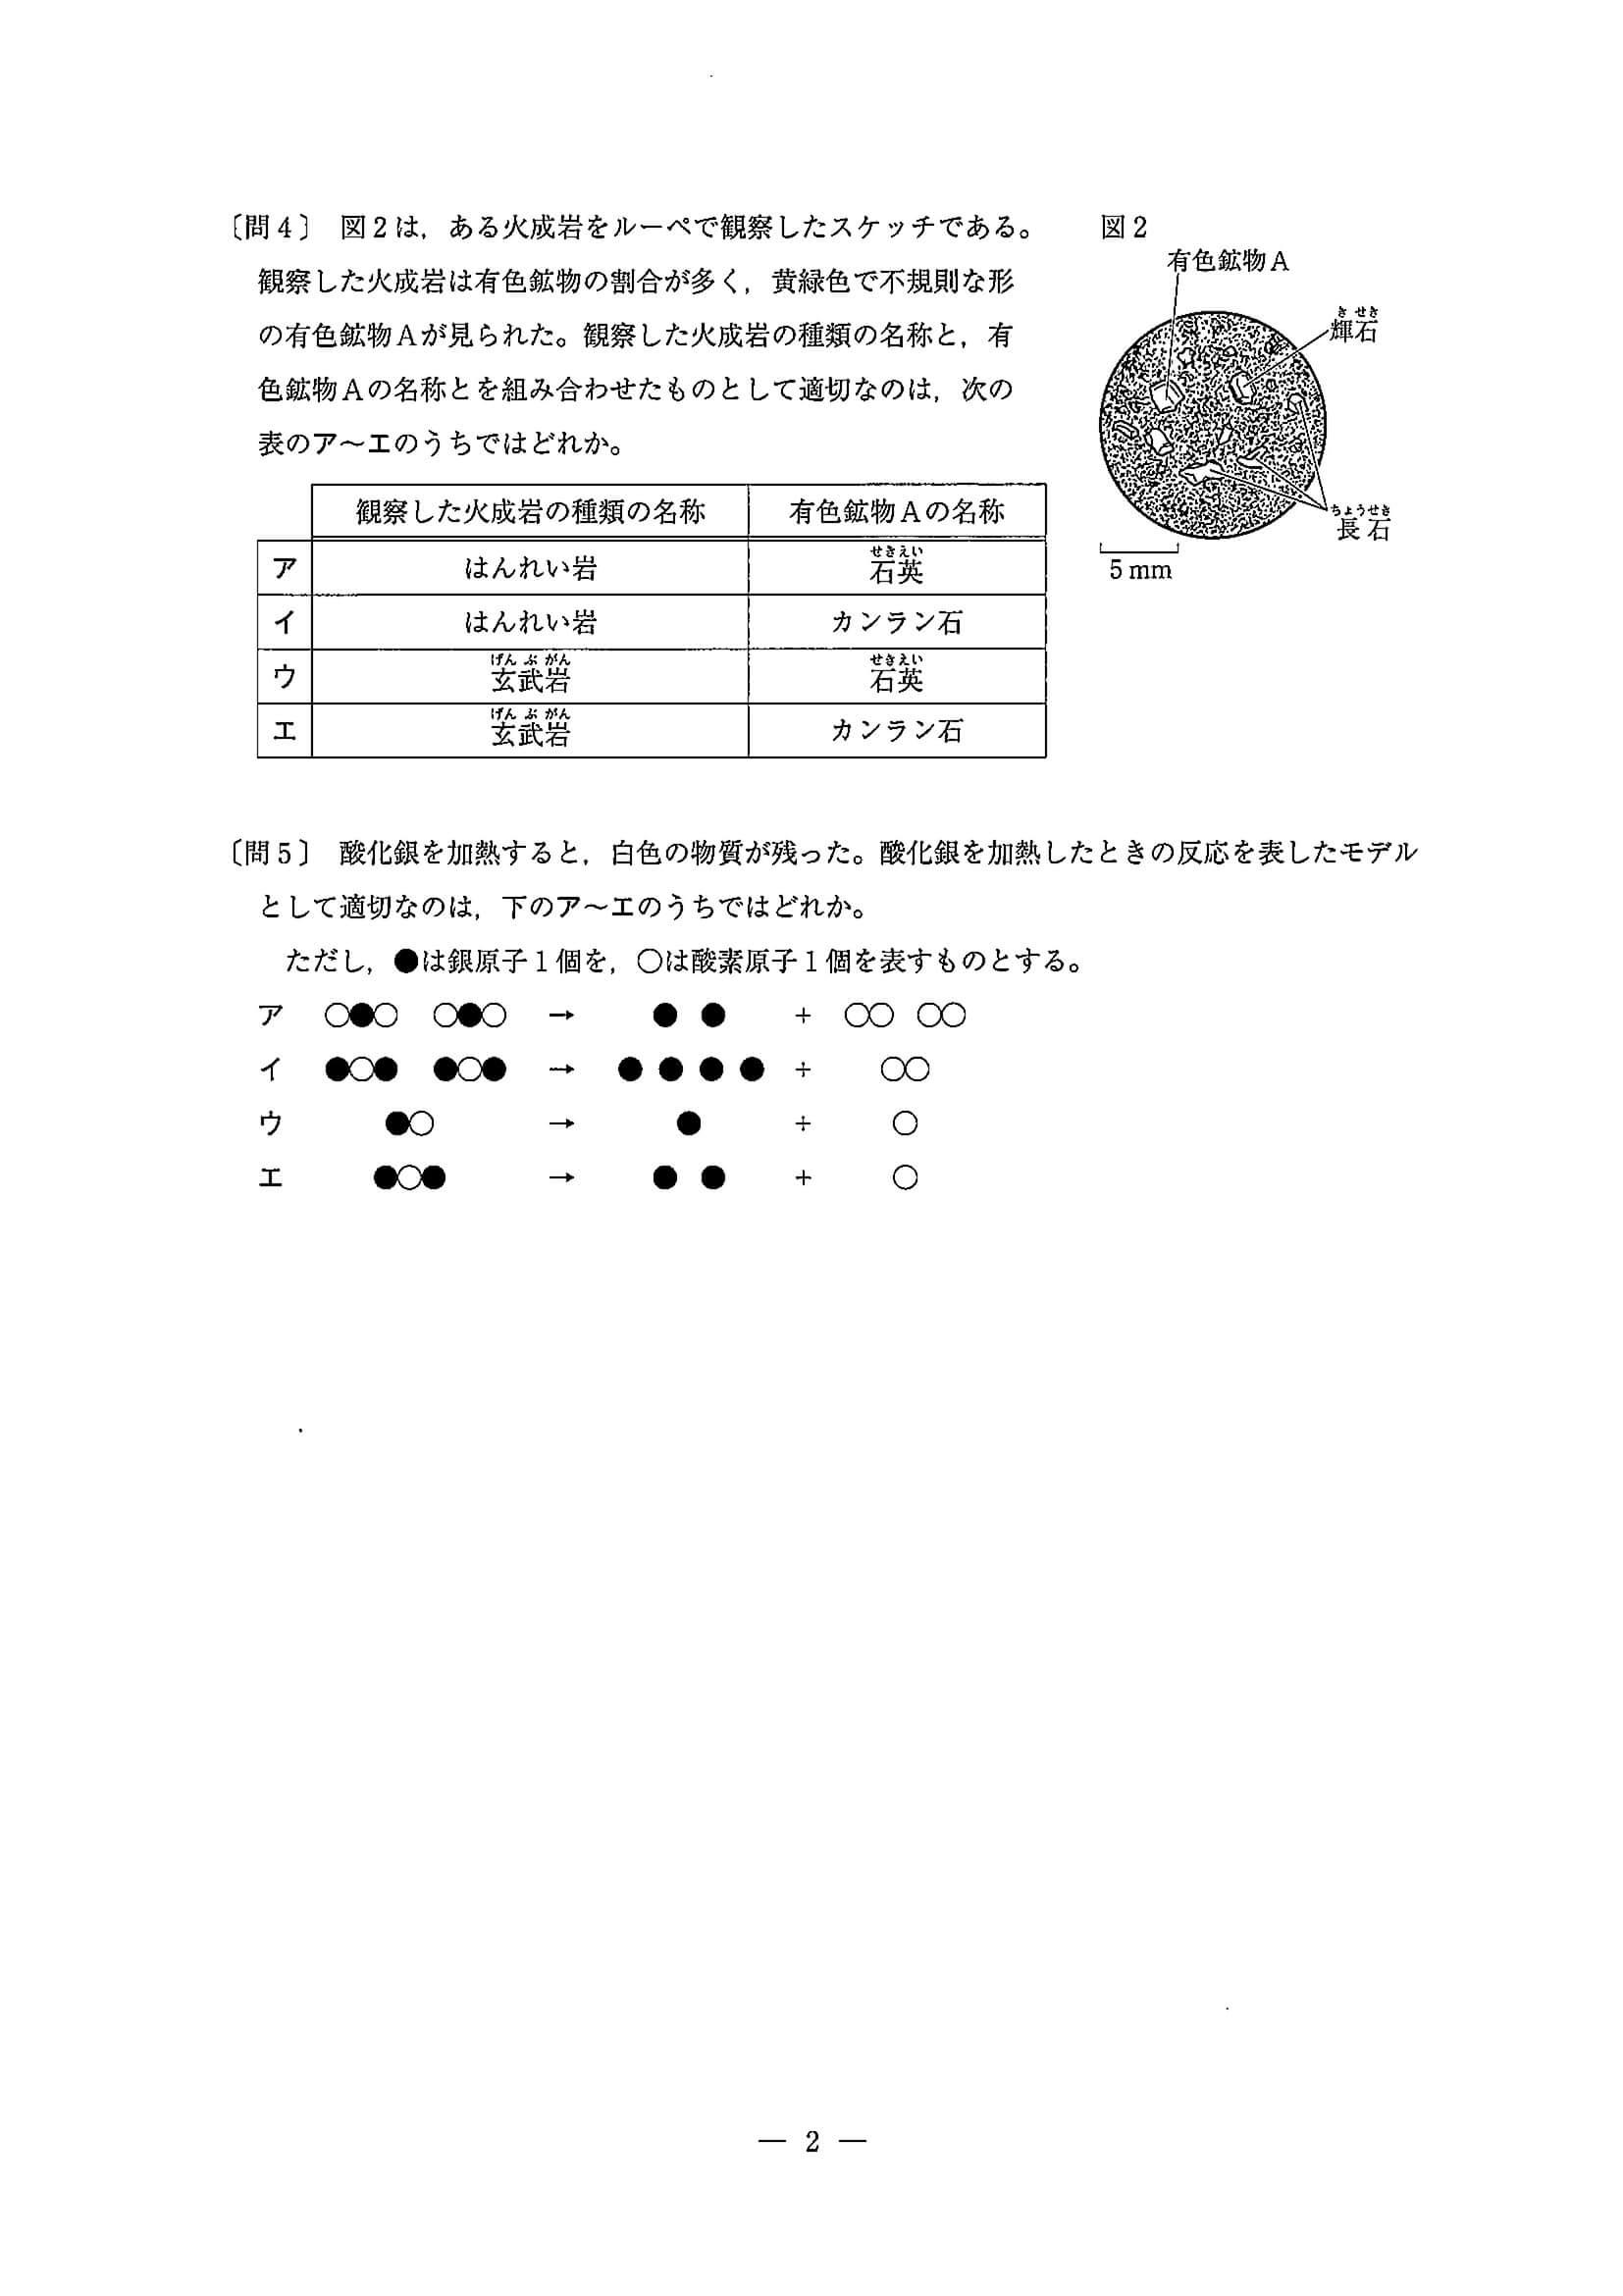 〔問４〕 図２は，ある火成岩をルーペで観察したスケッチである。
観察した火成岩は有色鉱物の割合が多く，黄緑色で不規則な形
の有色鉱物Ａが見られた。観察した火成岩の種類の名称と，有
色鉱物Ａの名称とを組み合わせたものとして適切なのは，次の
表のア～エのうちではどれか。
図２
有色鉱物Ａ
きせき
輝石
ちょうせき
長石
5 mm
観察した火成岩の種類の名称 有色鉱物Ａの名称
せきえい
ア はんれい岩 石英
イ はんれい岩 カンラン石
げんぶがん せきえい
ウ 玄武岩 石英
げんぶがん
エ 玄武岩 カンラン石
〔問５〕 酸化銀を加熱すると，白色の物質が残った。酸化銀を加熱したときの反応を表したモデル
として適切なのは，下のア～エのうちではどれか。
ただし，●は銀原子１個を，○は酸素原子１個を表すものとする。
ア ○●○ ○●○ → ● ● + ○○ ○○
イ ●○● ●○● → ● ● ● ● + ○○
ウ ●○ → ● + ○
エ ●○● → ● ● + ○
— 2 —